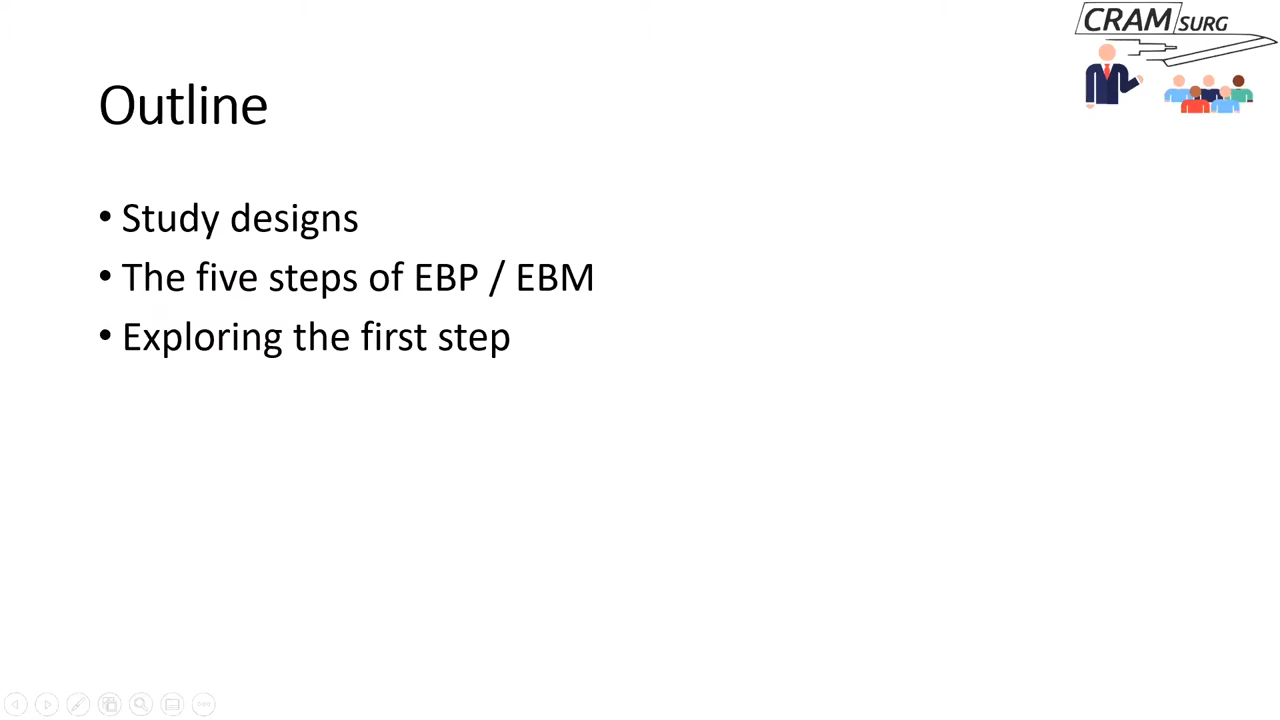 CRAM SURG
Outline
• Study designs
• The five steps of EBP / EBM
• Exploring the first step